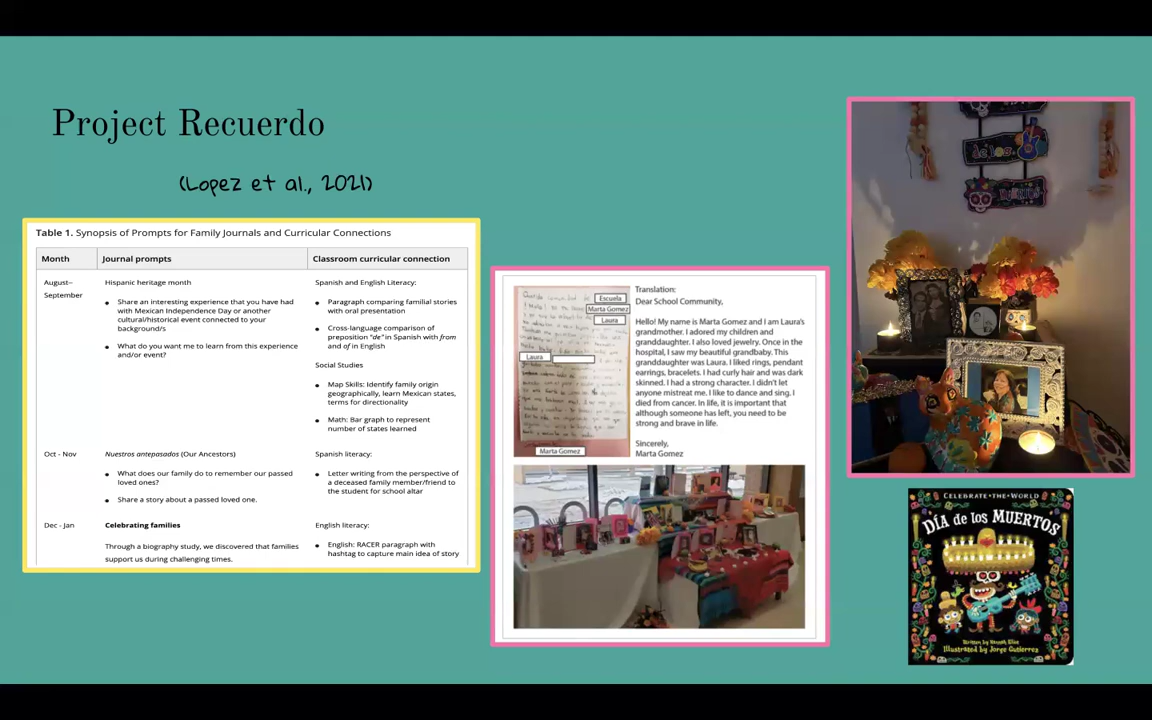 Project Recuerdo
(Lopez et al., 2021)
Table 1. Synopsis of Prompts for Family Journals and Curricular Connections
Month
Journal prompts
Classcroom curricular connection
August–
September
Hispanic heritage month
• Share an interesting experience that you have had
with Mexican Independence Day or another
cultural/historical event connected to your
background/s
• What do you want me to learn from this experience
and/or event?
Spanish and English Literacy:
• Paragraph comparing familial stories
with oral presentation
• Cross-language comparison of
preposition "de" in Spanish with from
and of in English
Social Studies
• Map Skills: Identify family origin
geographically, learn Mexican states,
terms for directionality
• Math: Bar graph to represent
number of states learned
Oct - Nov
Nuestros antepasados (Our Ancestors)
• What does our family do to remember our passed
loved ones?
• Share a story about a passed loved one.
Spanish literacy:
• Letter writing from the perspective of
a deceased family member/friend to
the student for school altar
Dec - Jan
Celebrating families
Through a biography study, we discovered that families
support us during challenging times.
English literacy:
• English: RACER paragraph with
hashtag to capture main idea of story
Escuela
Marta Gomez
Laura
Laura
Marta Gomez
Translation:
Dear School Community,
Hello! My name is Marta Gomez and I am Laura's
grandmother. I adored my children and
granddaughter. I also loved jewelry. Once in the
hospital, I saw my beautiful grandbaby. This
granddaughter was Laura. I liked rings, pendant
earrings, bracelets. I had curly hair and was dark
skinned. I had a strong character. I didn't let
anyone mistreat me. I like to dance and sing. I
died from cancer. In life, it is important that
although someone has left, you need to be
strong and brave in life.
Sincerely,
Marta Gomez
de los
CELEBRATE•THE•WORLD
DÍA de los MUERTOS
Written by Hannah Eliot
Illustrated by Jorge Gutierrez